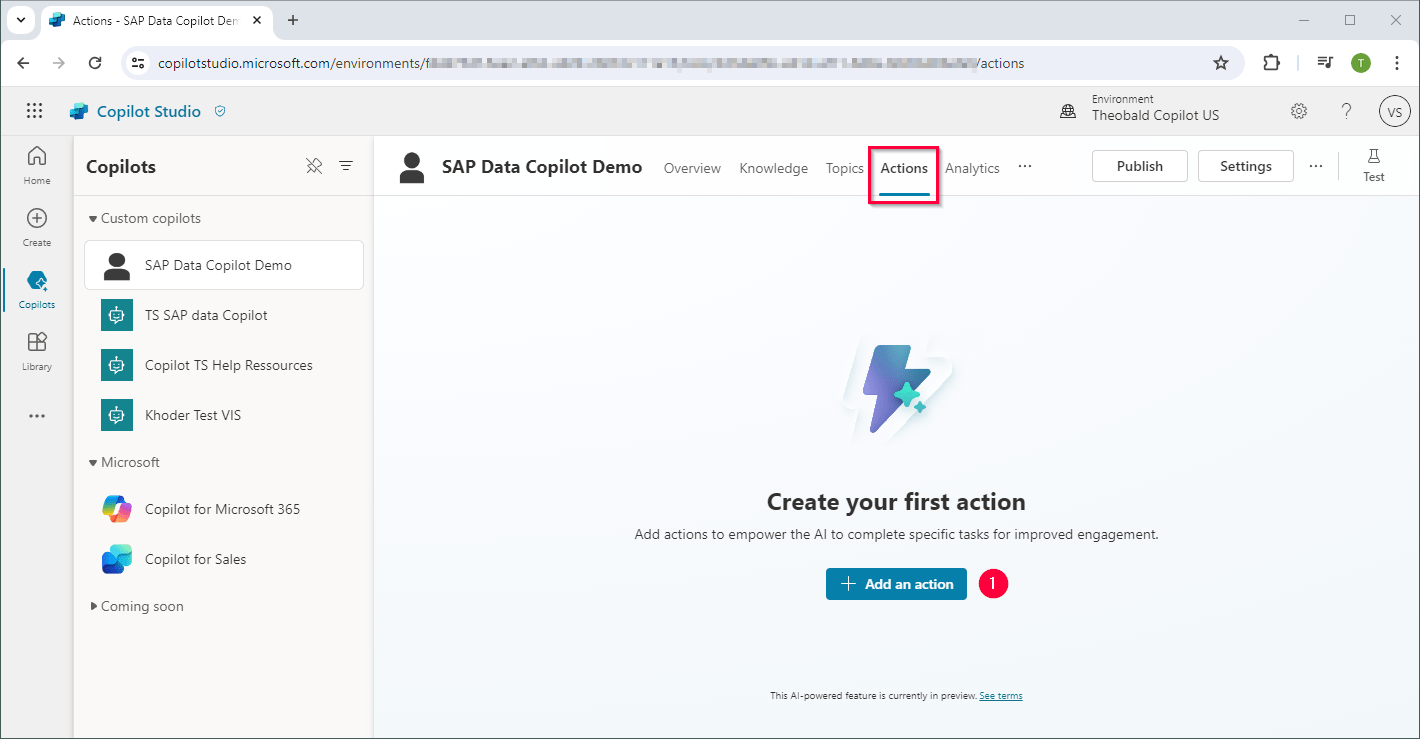 Actions - SAP Data Copilot Dem
copilotstudio.microsoft.com/environments/
/actions
T
Copilot Studio
Environment
Theobald Copilot US
VS
Home
Create
Copilots
Library
Copilots
Custom copilots
SAP Data Copilot Demo
TS SAP data Copilot
Copilot TS Help Ressources
Khoder Test VIS
Microsoft
Copilot for Microsoft 365
Copilot for Sales
Coming soon
SAP Data Copilot Demo
Overview
Knowledge
Topics
Actions
Analytics
Publish
Settings
Test
Create your first action
Add actions to empower the AI to complete specific tasks for improved engagement.
Add an action
1
This AI-powered feature is currently in preview. See terms